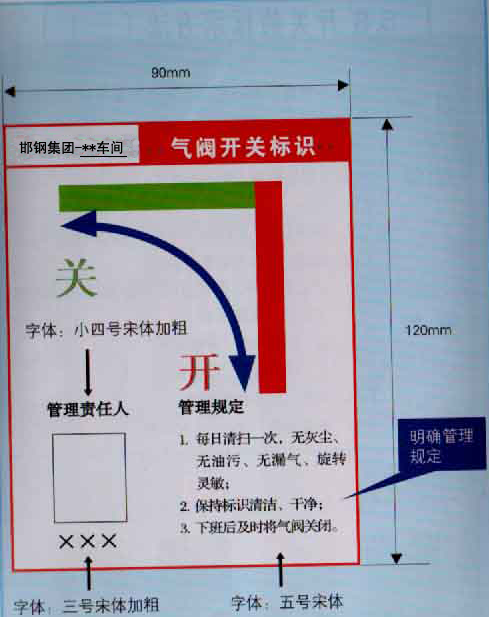 90mm
邯钢集团-**车间
气阀开关标识
关
字体：小四号宋体加粗
120mm
开
管理责任人
管理规定
1. 每日清扫一次，无灰尘、
无油污、无漏气、旋转
灵敏；
2. 保持标识清洁、干净；
3. 下班后及时将气阀关闭。
明确管理
规定
×××
字体：三号宋体加粗
字体：五号宋体